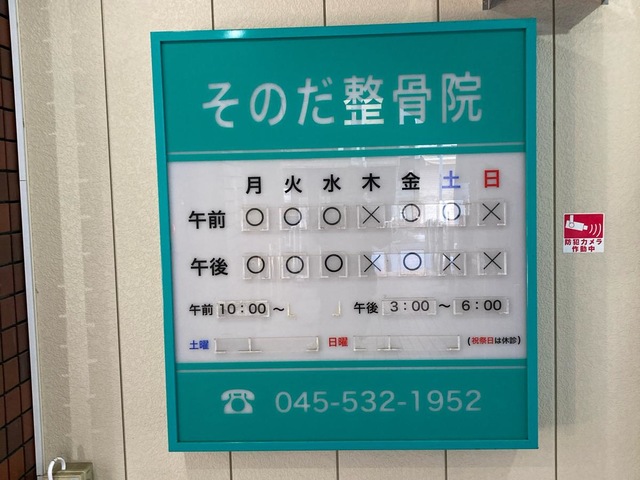 そのだ整骨院
月 火 水 木 金 土 日
午前 ○ ○ ○ × ○ ○ ×
午後 ○ ○ ○ × ○ × ×
午前 10:00 〜 午後 3:00 〜 6:00
土曜 日曜 (祝祭日は休診)
☎ 045-532-1952
防犯カメラ
作動中